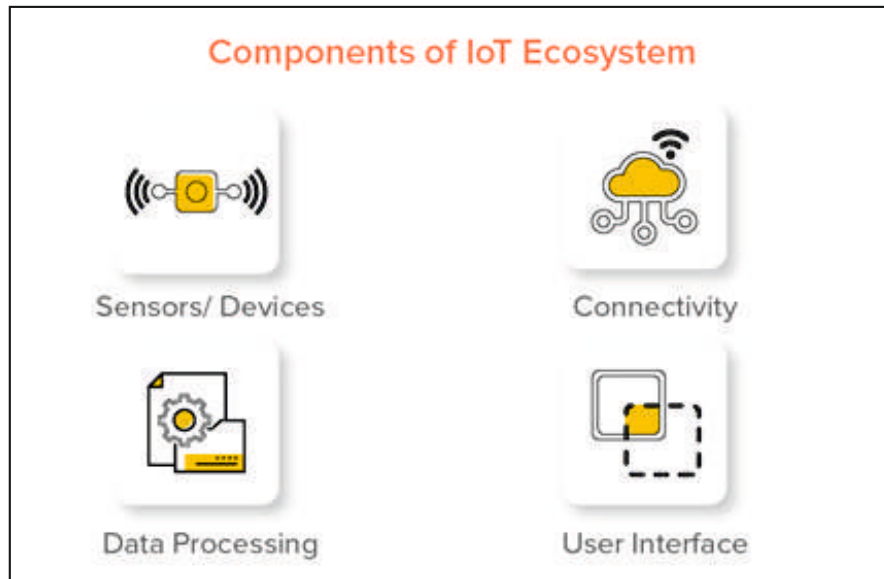 Components of IoT Ecosystem
Sensors/ Devices
Connectivity
Data Processing
User Interface